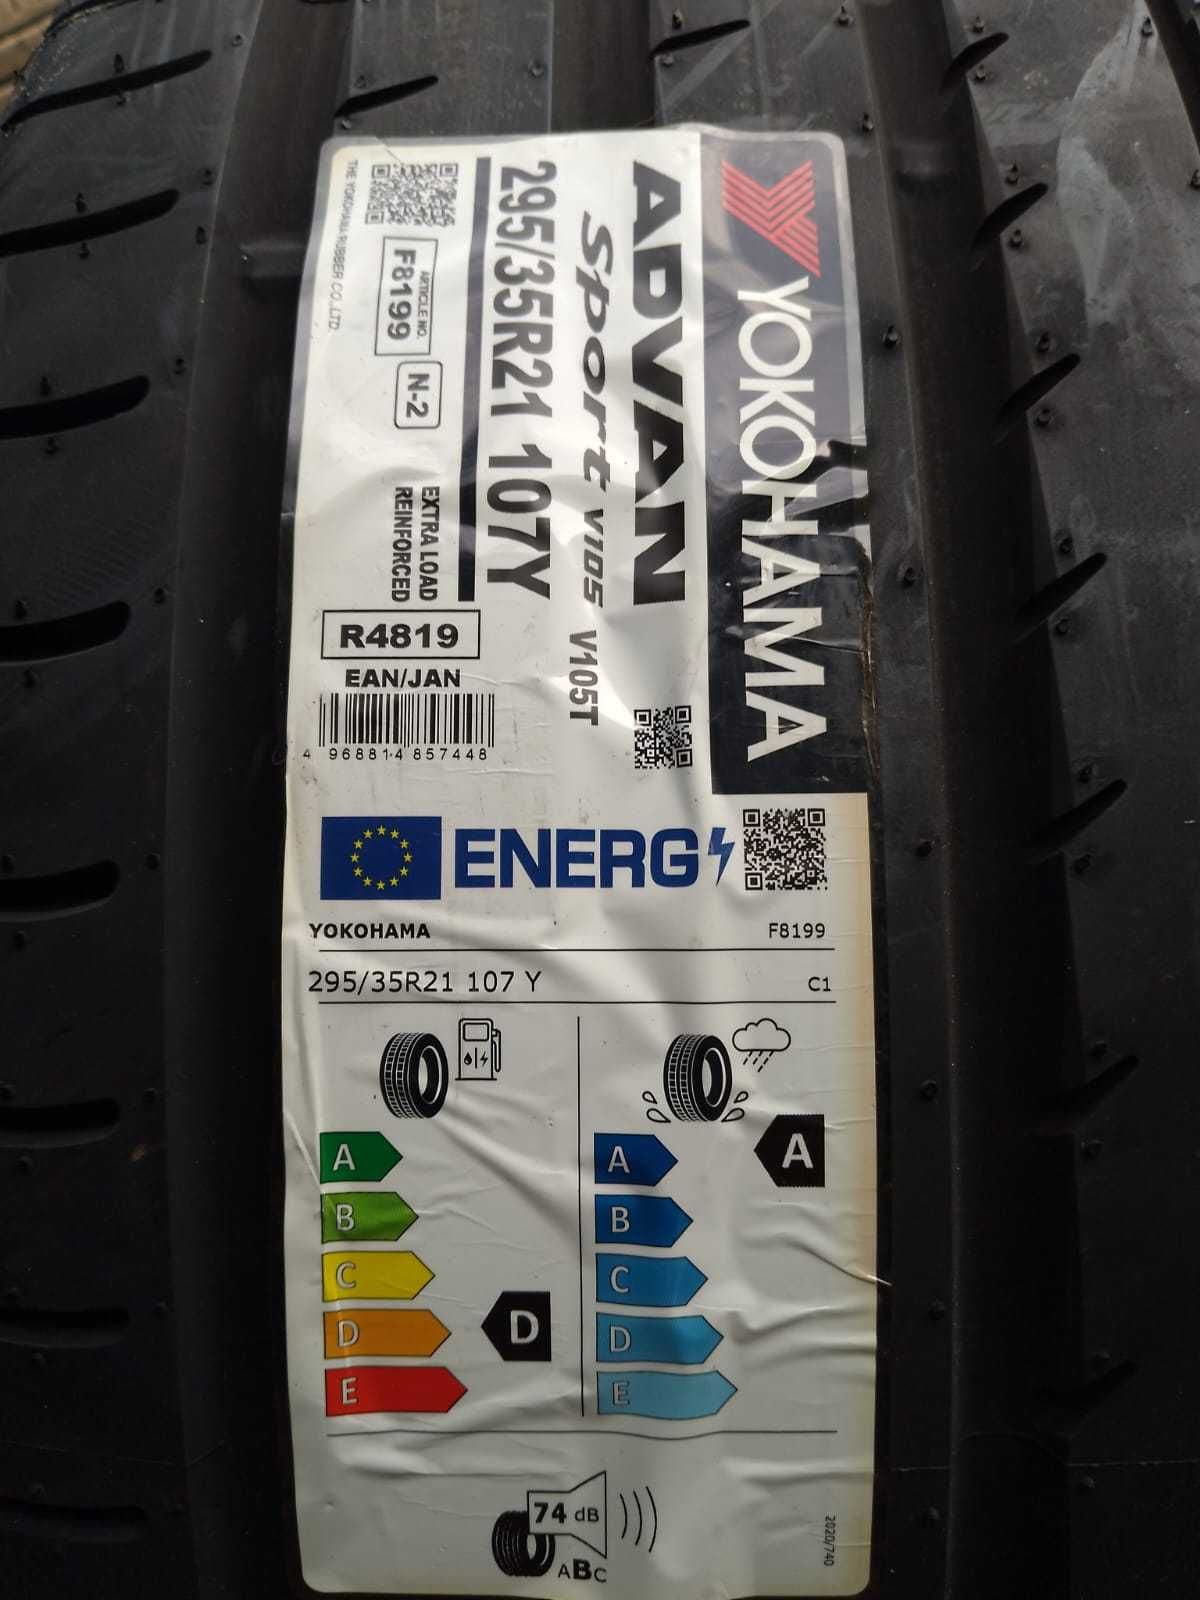 YOKOHAMA
ADVAN
Sport V105 V105T
295/35R21 107Y
ARTICLE NO.
F8199
N-2
EXTRA LOAD
REINFORCED
THE YOKOHAMA RUBBER CO.,LTD.
R4819
EAN/JAN
4 968814 857448
ENERG
YOKOHAMA F8199
295/35R21 107 Y C1
A
B
C
D
E
D
A
B
C
D
E
A
74 dB
ABC
2020/740